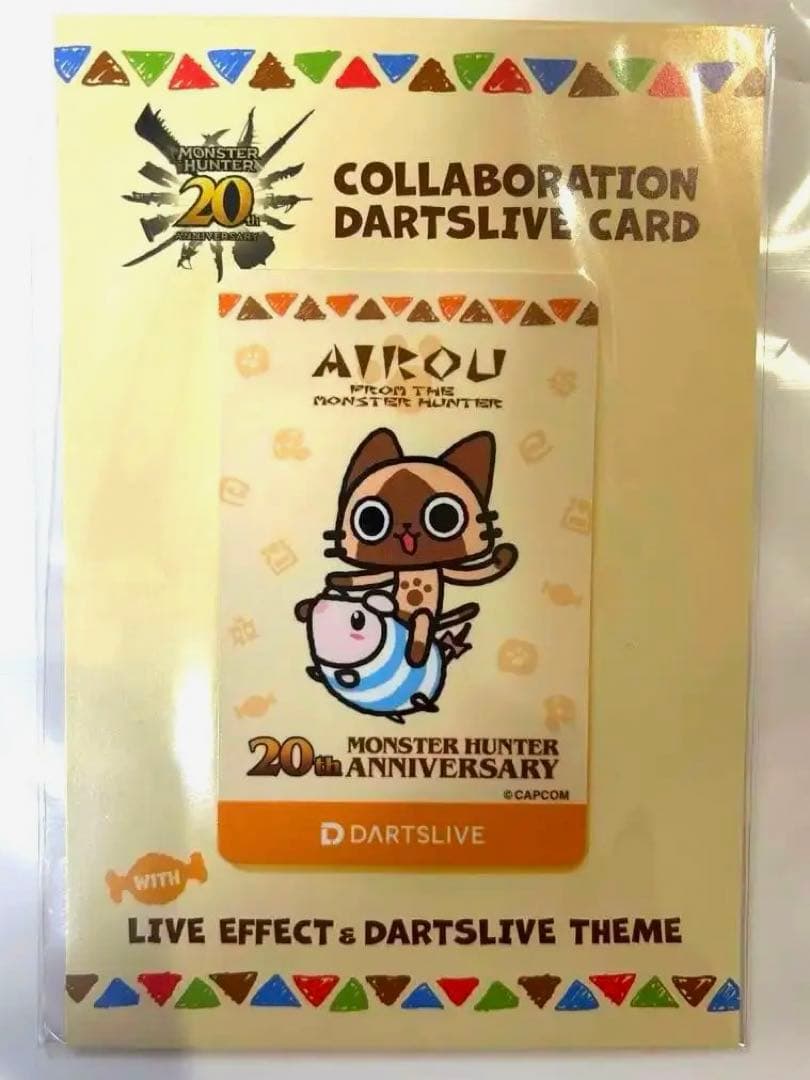 MONSTER
HUNTER
20th
ANNIVERSARY
COLLABORATION
DARTSLIVE CARD
AIROU
FROM THE
MONSTER HUNTER
20th MONSTER HUNTER
ANNIVERSARY
©CAPCOM
DARTSLIVE
WITH
LIVE EFFECT & DARTSLIVE THEME